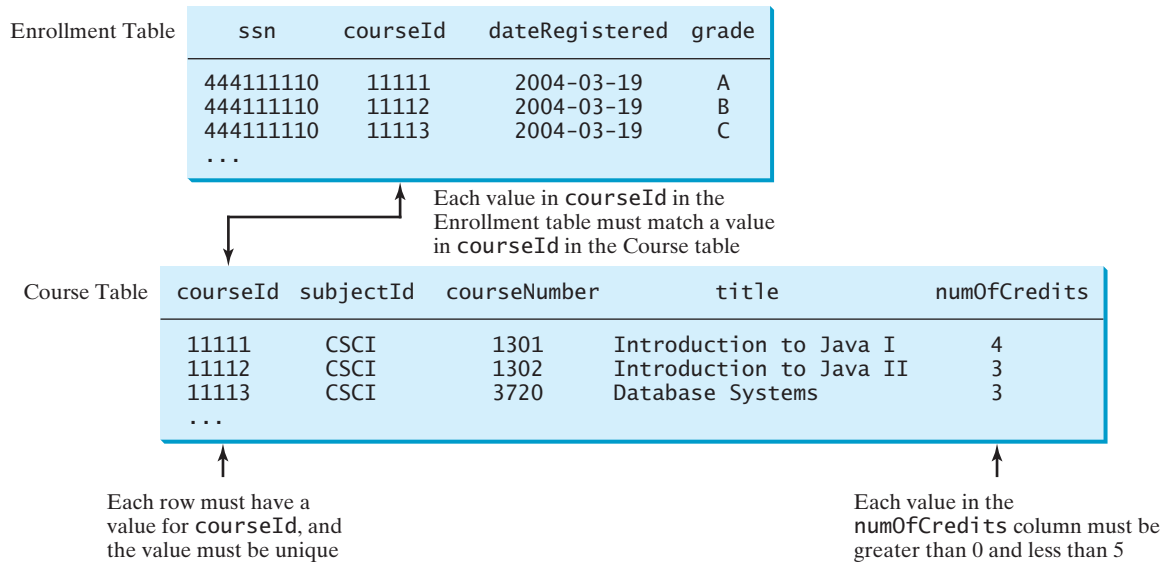 Enrollment Table ssn courseId dateRegistered grade
444111110 11111 2004-03-19 A
444111110 11112 2004-03-19 B
444111110 11113 2004-03-19 C
...
Each value in courseId in the
Enrollment table must match a value
in courseId in the Course table
Course Table courseId subjectId courseNumber title numOfCredits
11111 CSCI 1301 Introduction to Java I 4
11112 CSCI 1302 Introduction to Java II 3
11113 CSCI 3720 Database Systems 3
...
Each row must have a
value for courseId, and
the value must be unique
Each value in the
numOfCredits column must be
greater than 0 and less than 5